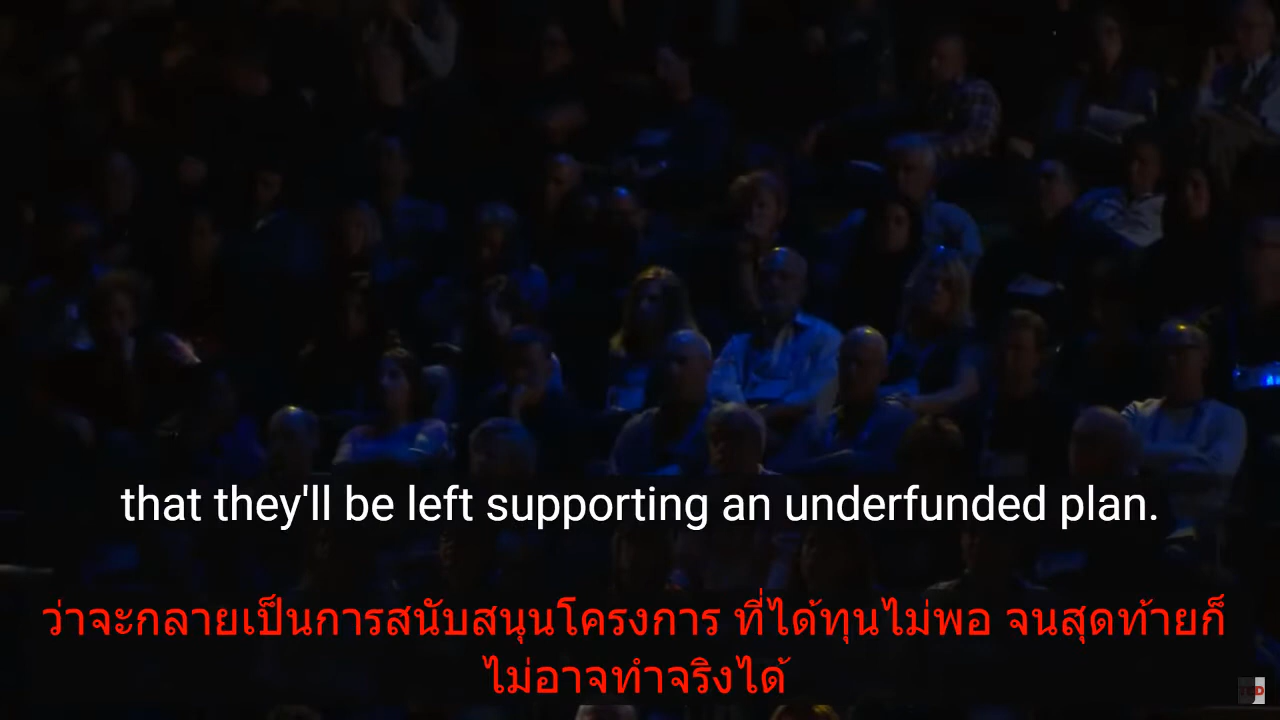 that they'll be left supporting an underfunded plan.
ว่าจะกลายเป็นการสนับสนุนโครงการ ที่ได้ทุนไม่พอ จนสุดท้ายก็
ไม่อาจทำจริงได้
TED